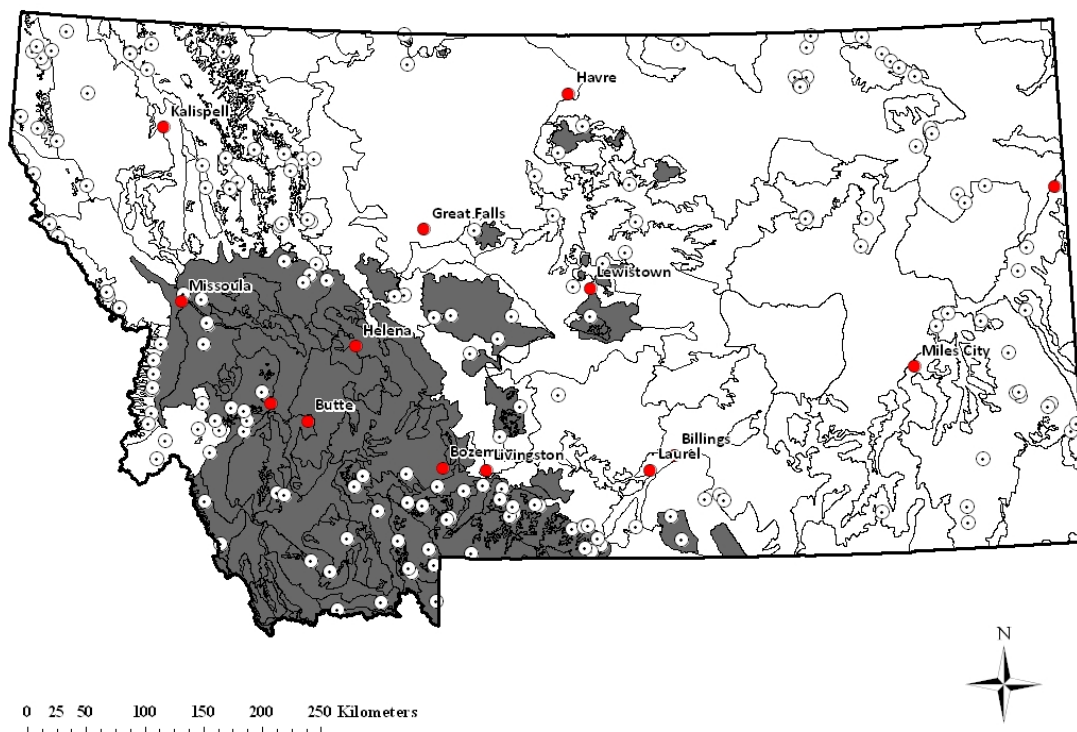 Havre
Kalispell
Great Falls
Lewistown
Missoula
Helena
Miles City
Butte
Billings
Bozem
Livingston
Laurel
N
0 25 50 100 150 200 250 Kilometers